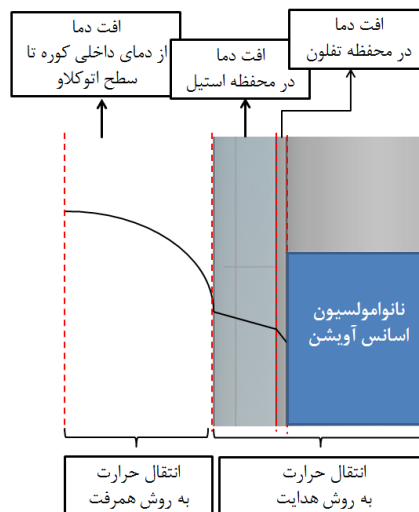 افت دما
در محفظه تفلون
افت دما
در محفظه استیل
افت دما
از دمای داخلی کوره تا
سطح اتوکلاو
نانوامولسیون
اسانس آویشن
انتقال حرارت
به روش هدایت
انتقال حرارت
به روش همرفت